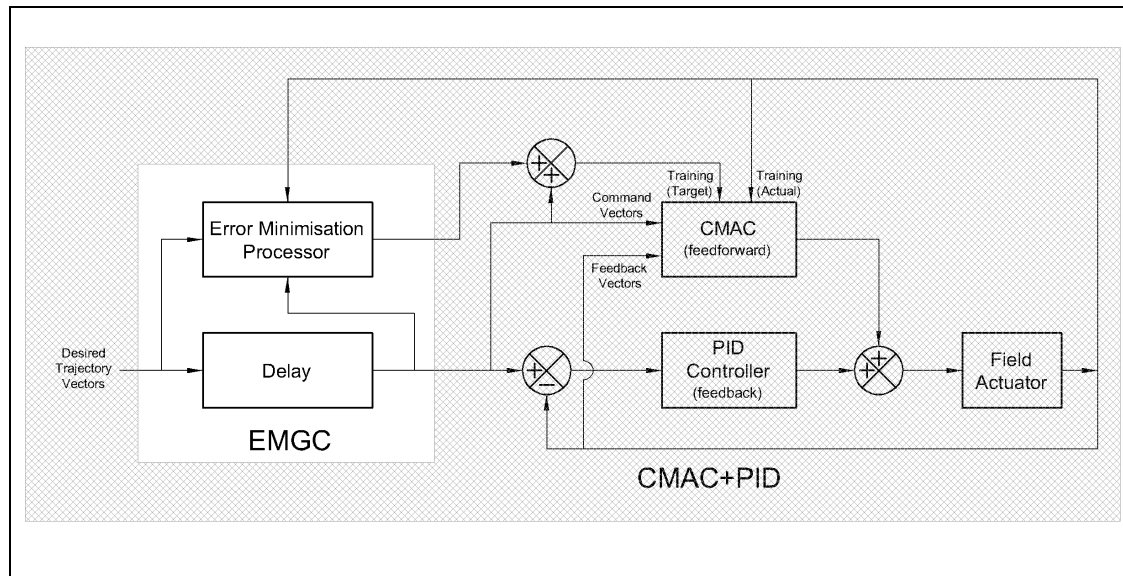 Training
(Target)
Training
(Actual)
Command
Vectors
Error Minimisation
Processor
CMAC
(feedforward)
Feedback
Vectors
Desired
Trajectory
Vectors
Delay
PID
Controller
(feedback)
Field
Actuator
EMGC
CMAC+PID